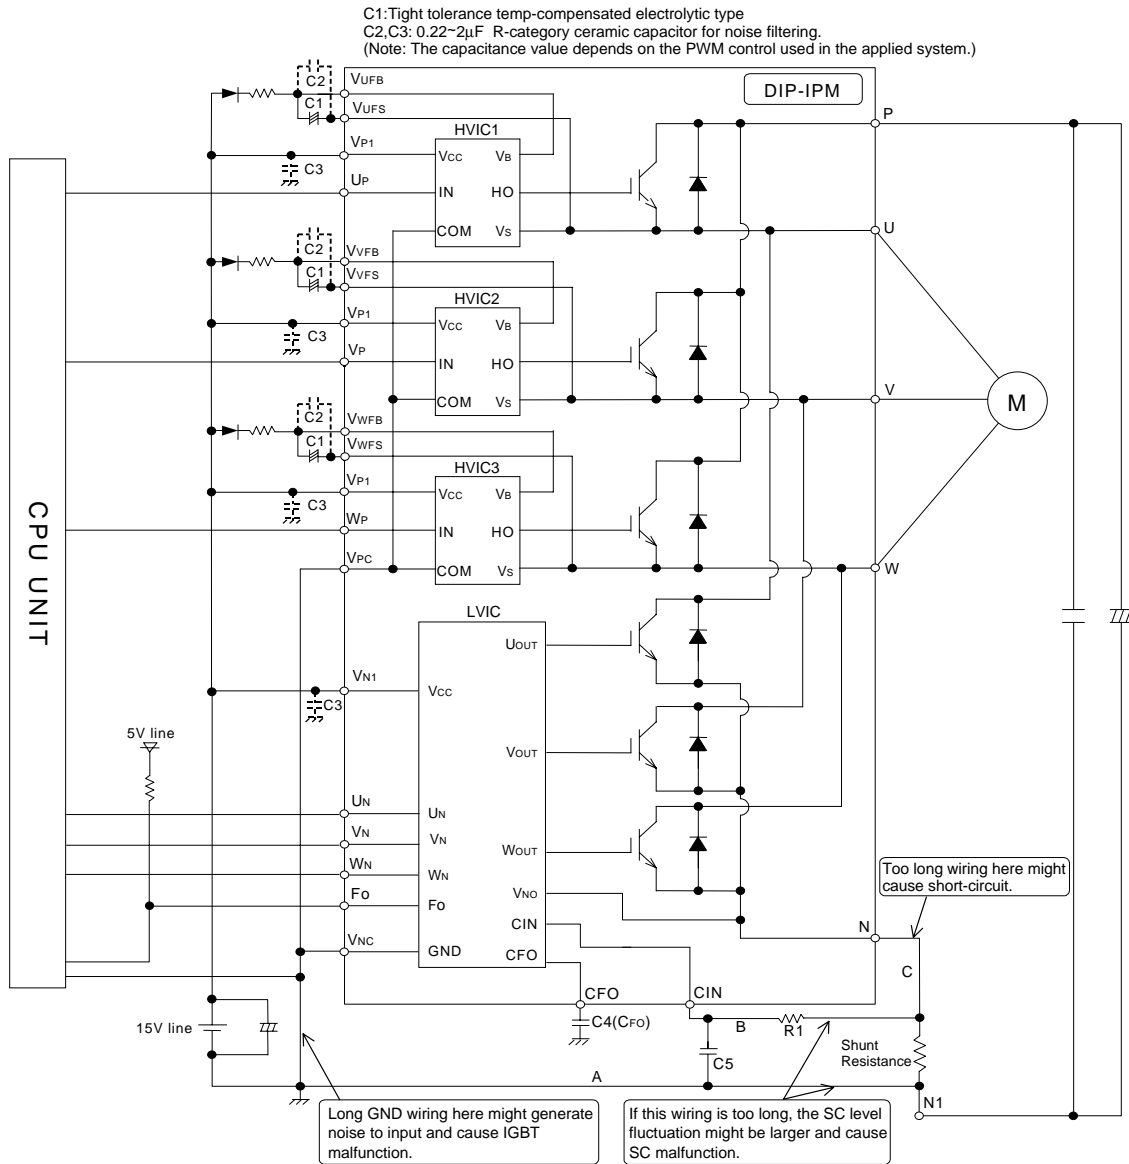 C1:Tight tolerance temp-compensated electrolytic type
C2,C3: 0.22~2µF R-category ceramic capacitor for noise filtering.
(Note: The capacitance value depends on the PWM control used in the applied system.)
DIP-IPM
C2
VUFB
C1
VUFS
HVIC1
P
VP1
VCC
VB
C3
UP
IN
HO
COM
VS
U
C2
VVFB
C1
VVFS
HVIC2
VP1
VCC
VB
C3
VP
IN
HO
COM
VS
V
M
C2
VWFB
C1
VWFS
HVIC3
VP1
VCC
VB
C3
WP
IN
HO
VPC
COM
VS
W
CPU UNIT
LVIC
UOUT
VN1
VCC
C3
5V line
VOUT
UN
UN
VN
VN
WN
WN
WOUT
Too long wiring here might
cause short-circuit.
FO
FO
VNO
CIN
N
VNC
GND
CFO
C
CFO
CIN
15V line
C4(CFO)
B
R1
C5
Shunt
Resistance
A
N1
Long GND wiring here might generate
noise to input and cause IGBT
malfunction.
If this wiring is too long, the SC level
fluctuation might be larger and cause
SC malfunction.